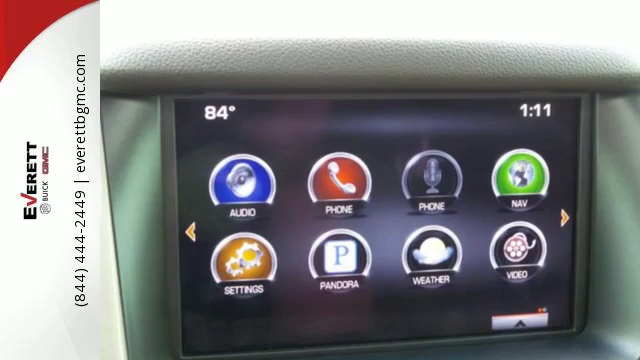 EVERETT
BUICK GMC
(844) 444-2449 | everettbgmc.com
84° 1:11
AUDIO PHONE PHONE NAV
SETTINGS PANDORA WEATHER VIDEO
P